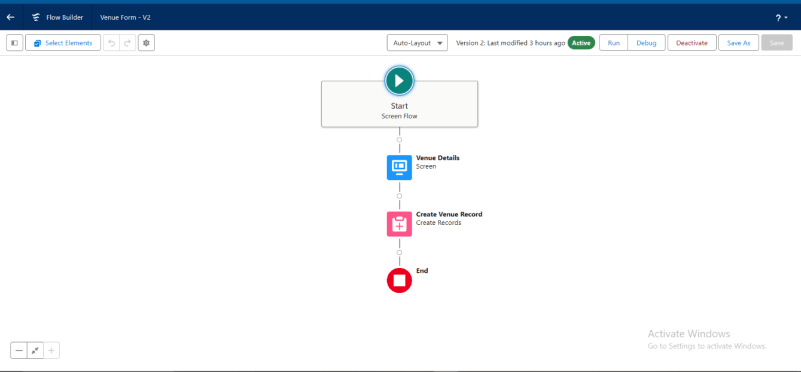 Flow Builder
Venue Form - V2
?
Select Elements
Auto-Layout
Version 2: Last modified 3 hours ago
Active
Run
Debug
Deactivate
Save As
Save
Start
Screen Flow
Venue Details
Screen
Create Venue Record
Create Records
End
Activate Windows
Go to Settings to activate Windows.